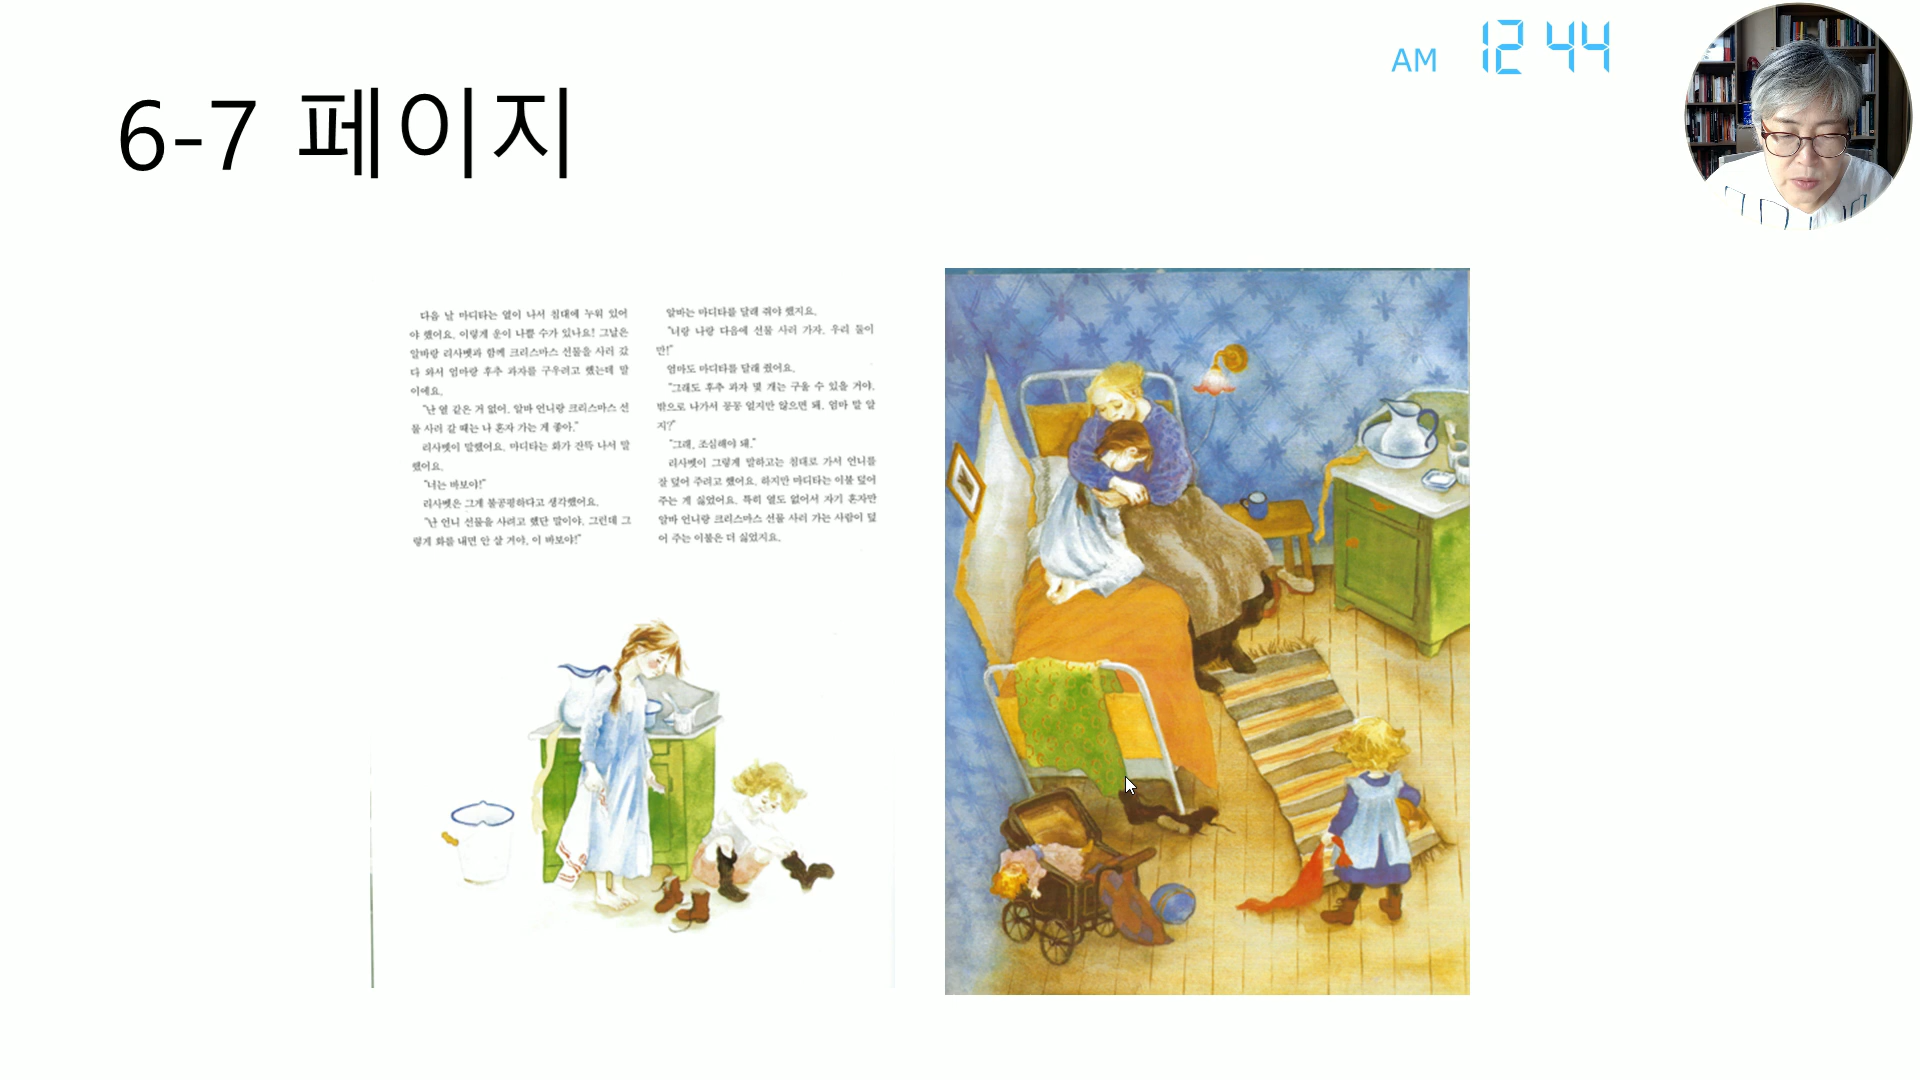 AM 12 44
6-7 페이지
다음 날 마디타는 열이 나서 침대에 누워 있어
야 했어요. 이렇게 운이 나쁠 수가 있나요! 그날은
알바랑 리사벳과 함께 크리스마스 선물을 사러 갔
다 와서 엄마랑 후추 과자를 구우려고 했는데 말
이에요.
"난 열 같은 거 없어. 알바 언니랑 크리스마스 선
물 사러 갈 때는 나 혼자 가는 게 좋아."
리사벳이 말했어요. 마디타는 화가 잔뜩 나서 말
했어요.
"너는 바보야!"
리사벳은 그게 불공평하다고 생각했어요.
"난 언니 선물을 사려고 했단 말이야. 그런데 그
렇게 화를 내면 안 살 거야, 이 바보야!"
알바는 마디타를 달래 줘야 했지요.
"너랑 나랑 다음에 선물 사러 가자. 우리 둘이
만!"
엄마도 마디타를 달래 줬어요.
"그래도 후추 과자 몇 개는 구울 수 있을 거야.
밖으로 나가서 꽁꽁 얼지만 않으면 돼. 엄마 말 알
지?"
"그래, 조심해야 돼."
리사벳이 그렇게 말하고는 침대로 가서 언니를
잘 덮어 주려고 했어요. 하지만 마디타는 이불 덮어
주는 게 싫었어요. 특히 열도 없어서 자기 혼자만
알바 언니랑 크리스마스 선물 사러 가는 사람이 덮
어 주는 이불은 더 싫었지요.